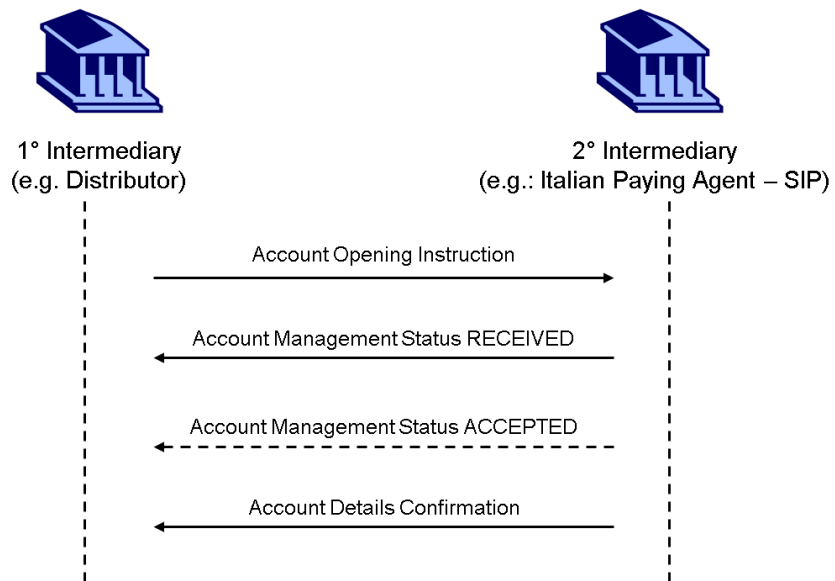 1° Intermediary
(e.g. Distributor)
2° Intermediary
(e.g.: Italian Paying Agent – SIP)
Account Opening Instruction
Account Management Status RECEIVED
Account Management Status ACCEPTED
Account Details Confirmation